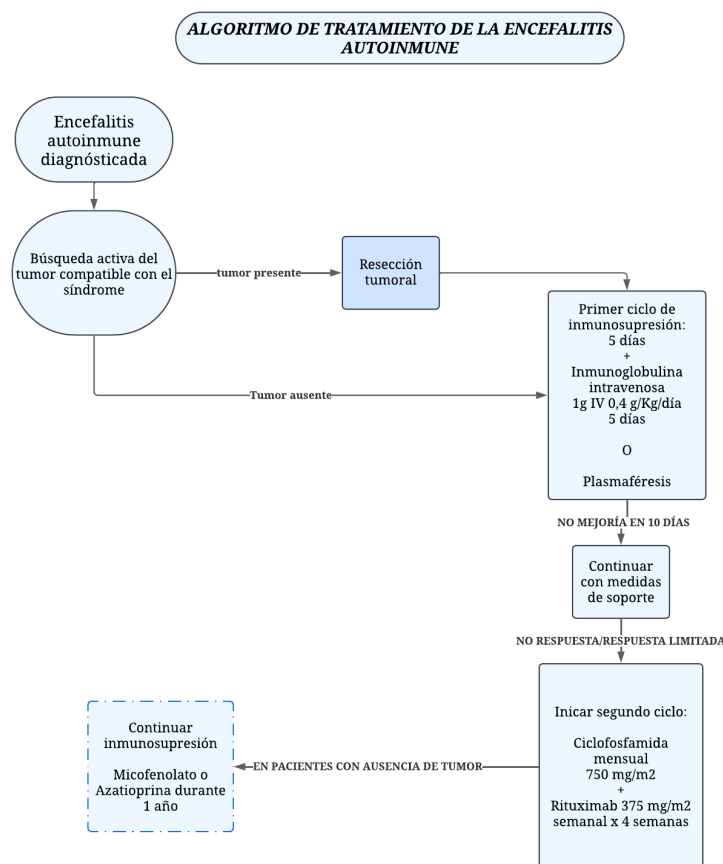 ALGORITMO DE TRATAMIENTO DE LA ENCEFALITIS
AUTOINMUNE
Encefalitis
autoinmune
diagnósticada
Búsqueda activa del
tumor compatible con el
síndrome
tumor presente
Resección
tumoral
Tumor ausente
Primer ciclo de
inmunosupresión:
5 días
+
Inmunoglobulina
intravenosa
1g IV 0,4 g/Kg/día
5 días
O
Plasmaféresis
NO MEJORÍA EN 10 DÍAS
Continuar
con medidas
de soporte
NO RESPUESTA/RESPUESTA LIMITADA
Inicar segundo ciclo:
Ciclofosfamida
mensual
750 mg/m2
+
Rituximab 375 mg/m2
semanal x 4 semanas
EN PACIENTES CON AUSENCIA DE TUMOR
Continuar
inmunosupresión
Micofenolato o
Azatioprina durante
1 año